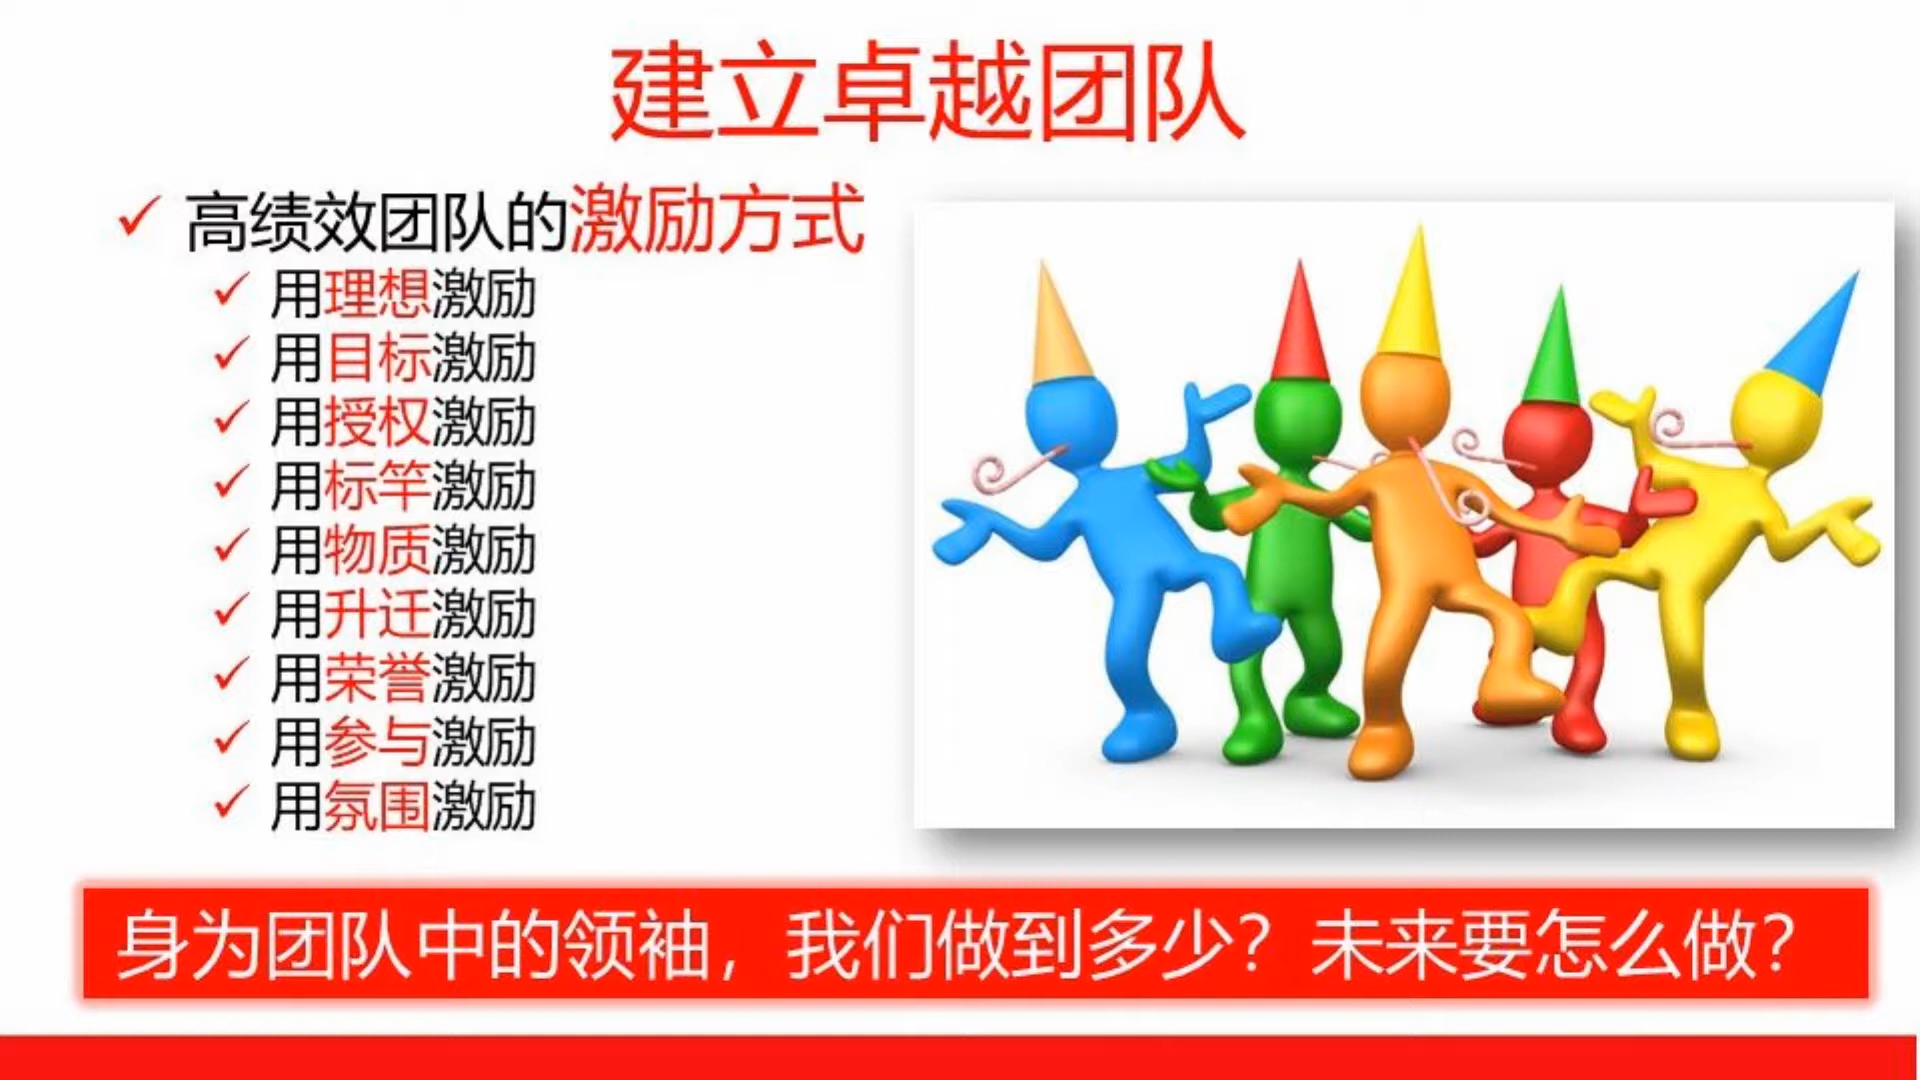 建立卓越团队
高绩效团队的激励方式
用理想激励
用目标激励
用授权激励
用标竿激励
用物质激励
用升迁激励
用荣誉激励
用参与激励
用氛围激励
身为团队中的领袖，我们做到多少？未来要怎么做？